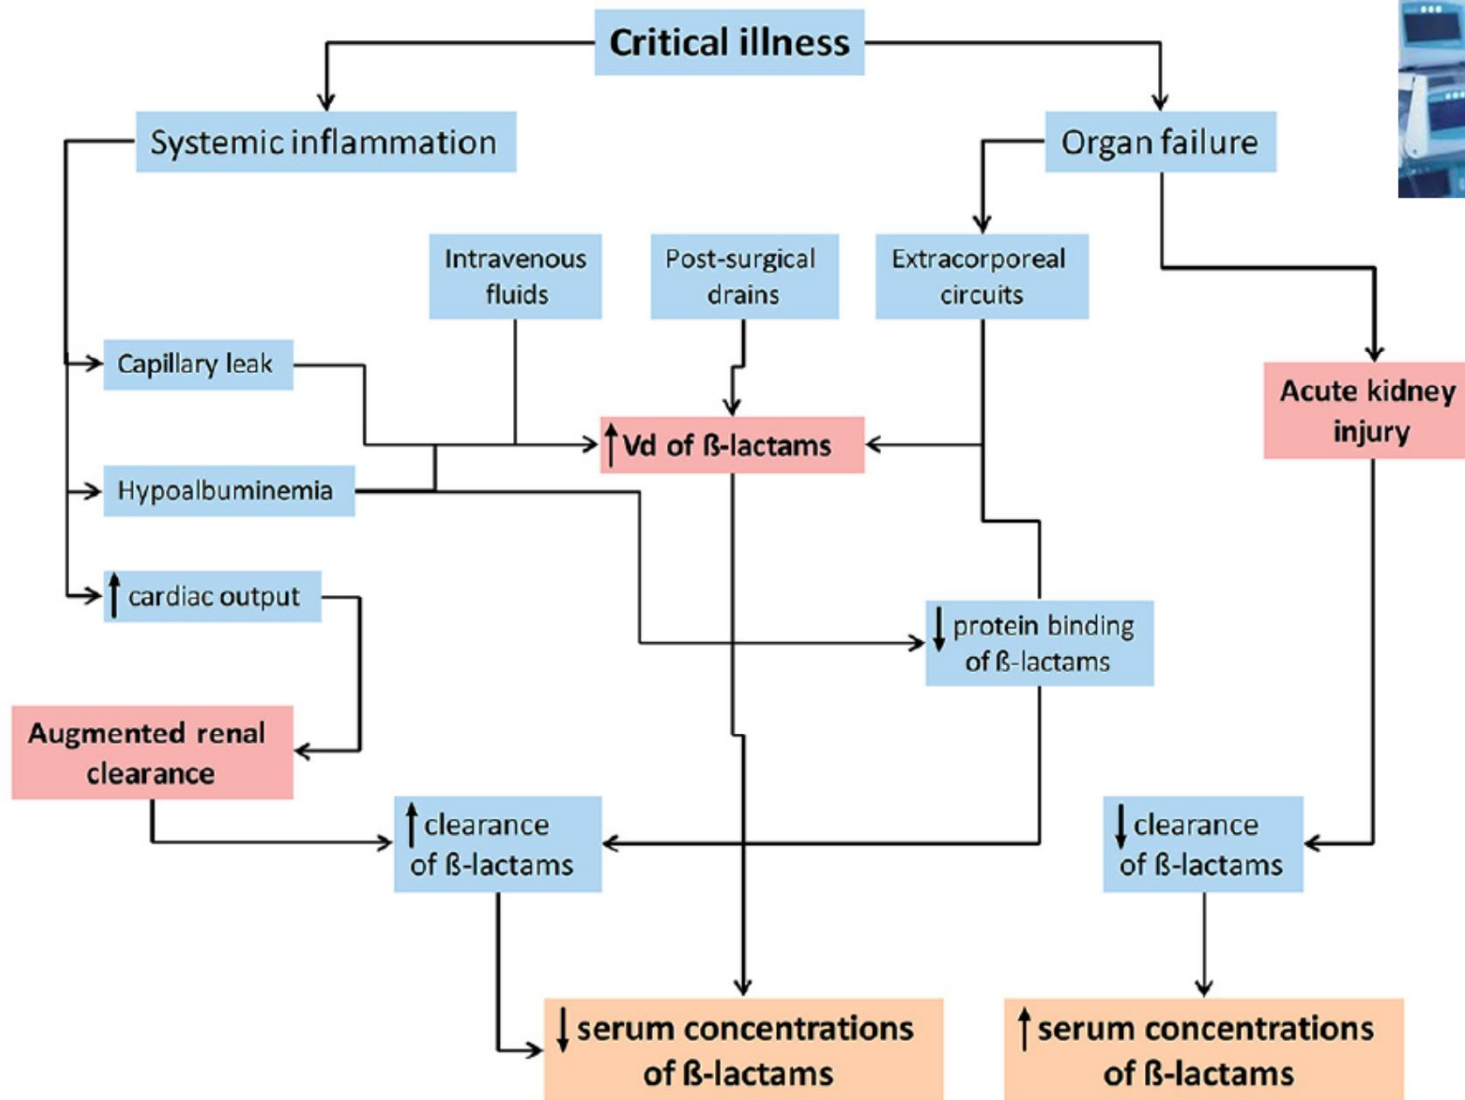 Critical illness
Systemic inflammation
Organ failure
Intravenous
fluids
Post-surgical
drains
Extracorporeal
circuits
Capillary leak
Acute kidney
injury
↑ Vd of ß-lactams
Hypoalbuminemia
↑ cardiac output
↓ protein binding
of ß-lactams
Augmented renal
clearance
↑ clearance
of ß-lactams
↓ clearance
of ß-lactams
↓ serum concentrations
of ß-lactams
↑ serum concentrations
of ß-lactams